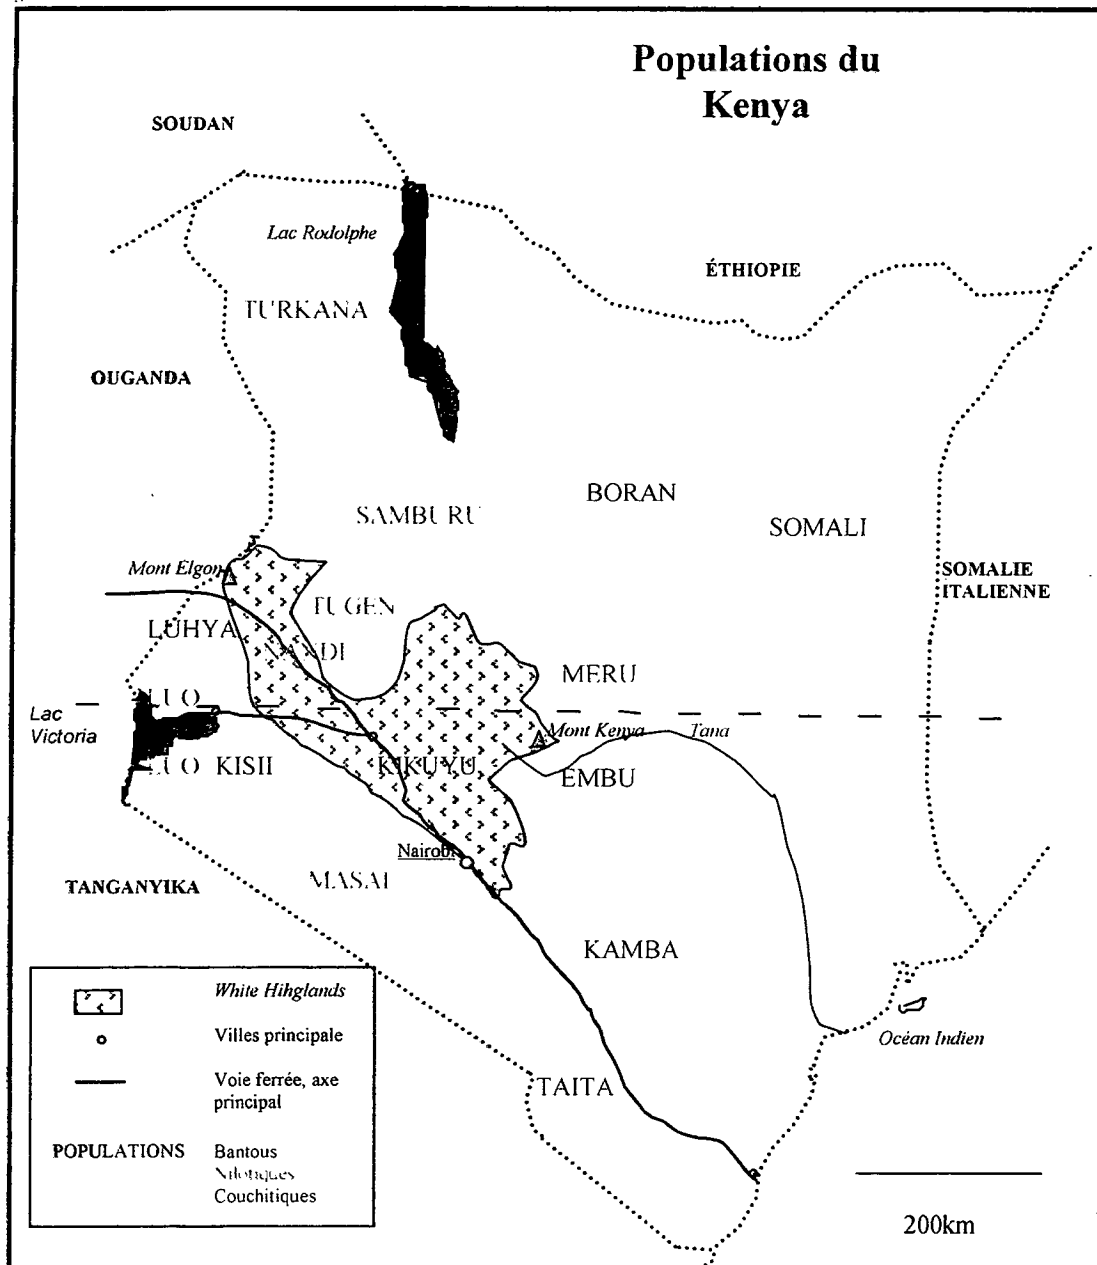 Populations du
Kenya
SOUDAN
Lac Rodolphe
ÉTHIOPIE
TURKANA
OUGANDA
BORAN
SAMBURU
SOMALI
Mont Elgon
SOMALIE
ITALIENNE
TUGEN
LUHYA
NANDI
MERU
LUO
Lac
Victoria
Mont Kenya
Tana
LUO
KISII
KIKUYU
EMBU
Nairobi
MASAI
TANGANYIKA
KAMBA
White Hihglands
Villes principale
Océan Indien
Voie ferrée, axe
principal
TAITA
POPULATIONS
Bantous
Nilotiques
Couchitiques
200km